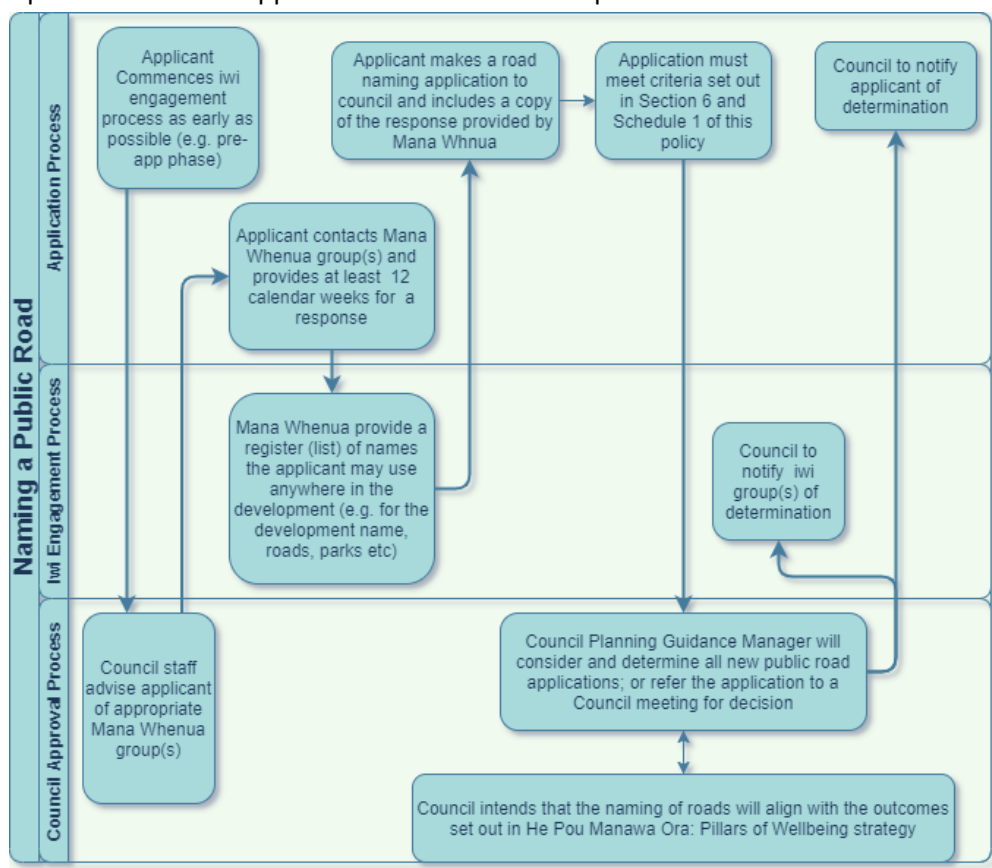 Naming a Public Road
Application Process
Applicant
Commences iwi
engagement
process as early as
possible (e.g. pre-
app phase)
Applicant makes a road
naming application to
council and includes a copy
of the response provided by
Mana Whnua
Application must
meet criteria set out
in Section 6 and
Schedule 1 of this
policy
Council to notify
applicant of
determination
Applicant contacts Mana
Whenua group(s) and
provides at least 12
calendar weeks for a
response
Iwi Engagement Process
Mana Whenua provide a
register (list) of names
the applicant may use
anywhere in the
development (e.g. for the
development name,
roads, parks etc)
Council to
notify iwi
group(s) of
determination
Council Approval Process
Council staff
advise applicant
of appropriate
Mana Whenua
group(s)
Council Planning Guidance Manager will
consider and determine all new public road
applications; or refer the application to a
Council meeting for decision
Council intends that the naming of roads will align with the outcomes
set out in He Pou Manawa Ora: Pillars of Wellbeing strategy